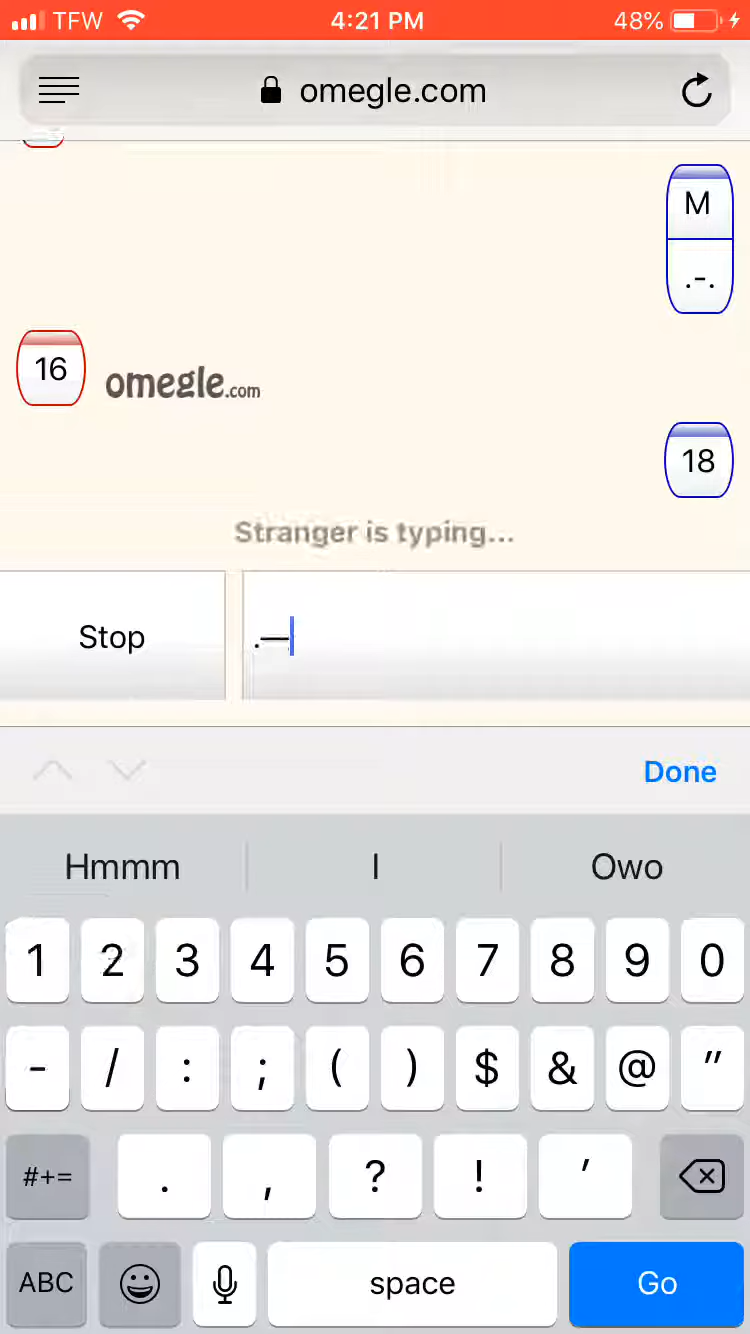 TFW 4:21 PM 48%
omegle.com
M
.-.
16 omegle.com
18
Stranger is typing...
Stop .—
Done
Hmmm I Owo
1 2 3 4 5 6 7 8 9 0
- / : ; ( ) $ & @ "
#+= . , ? ! '
ABC space Go